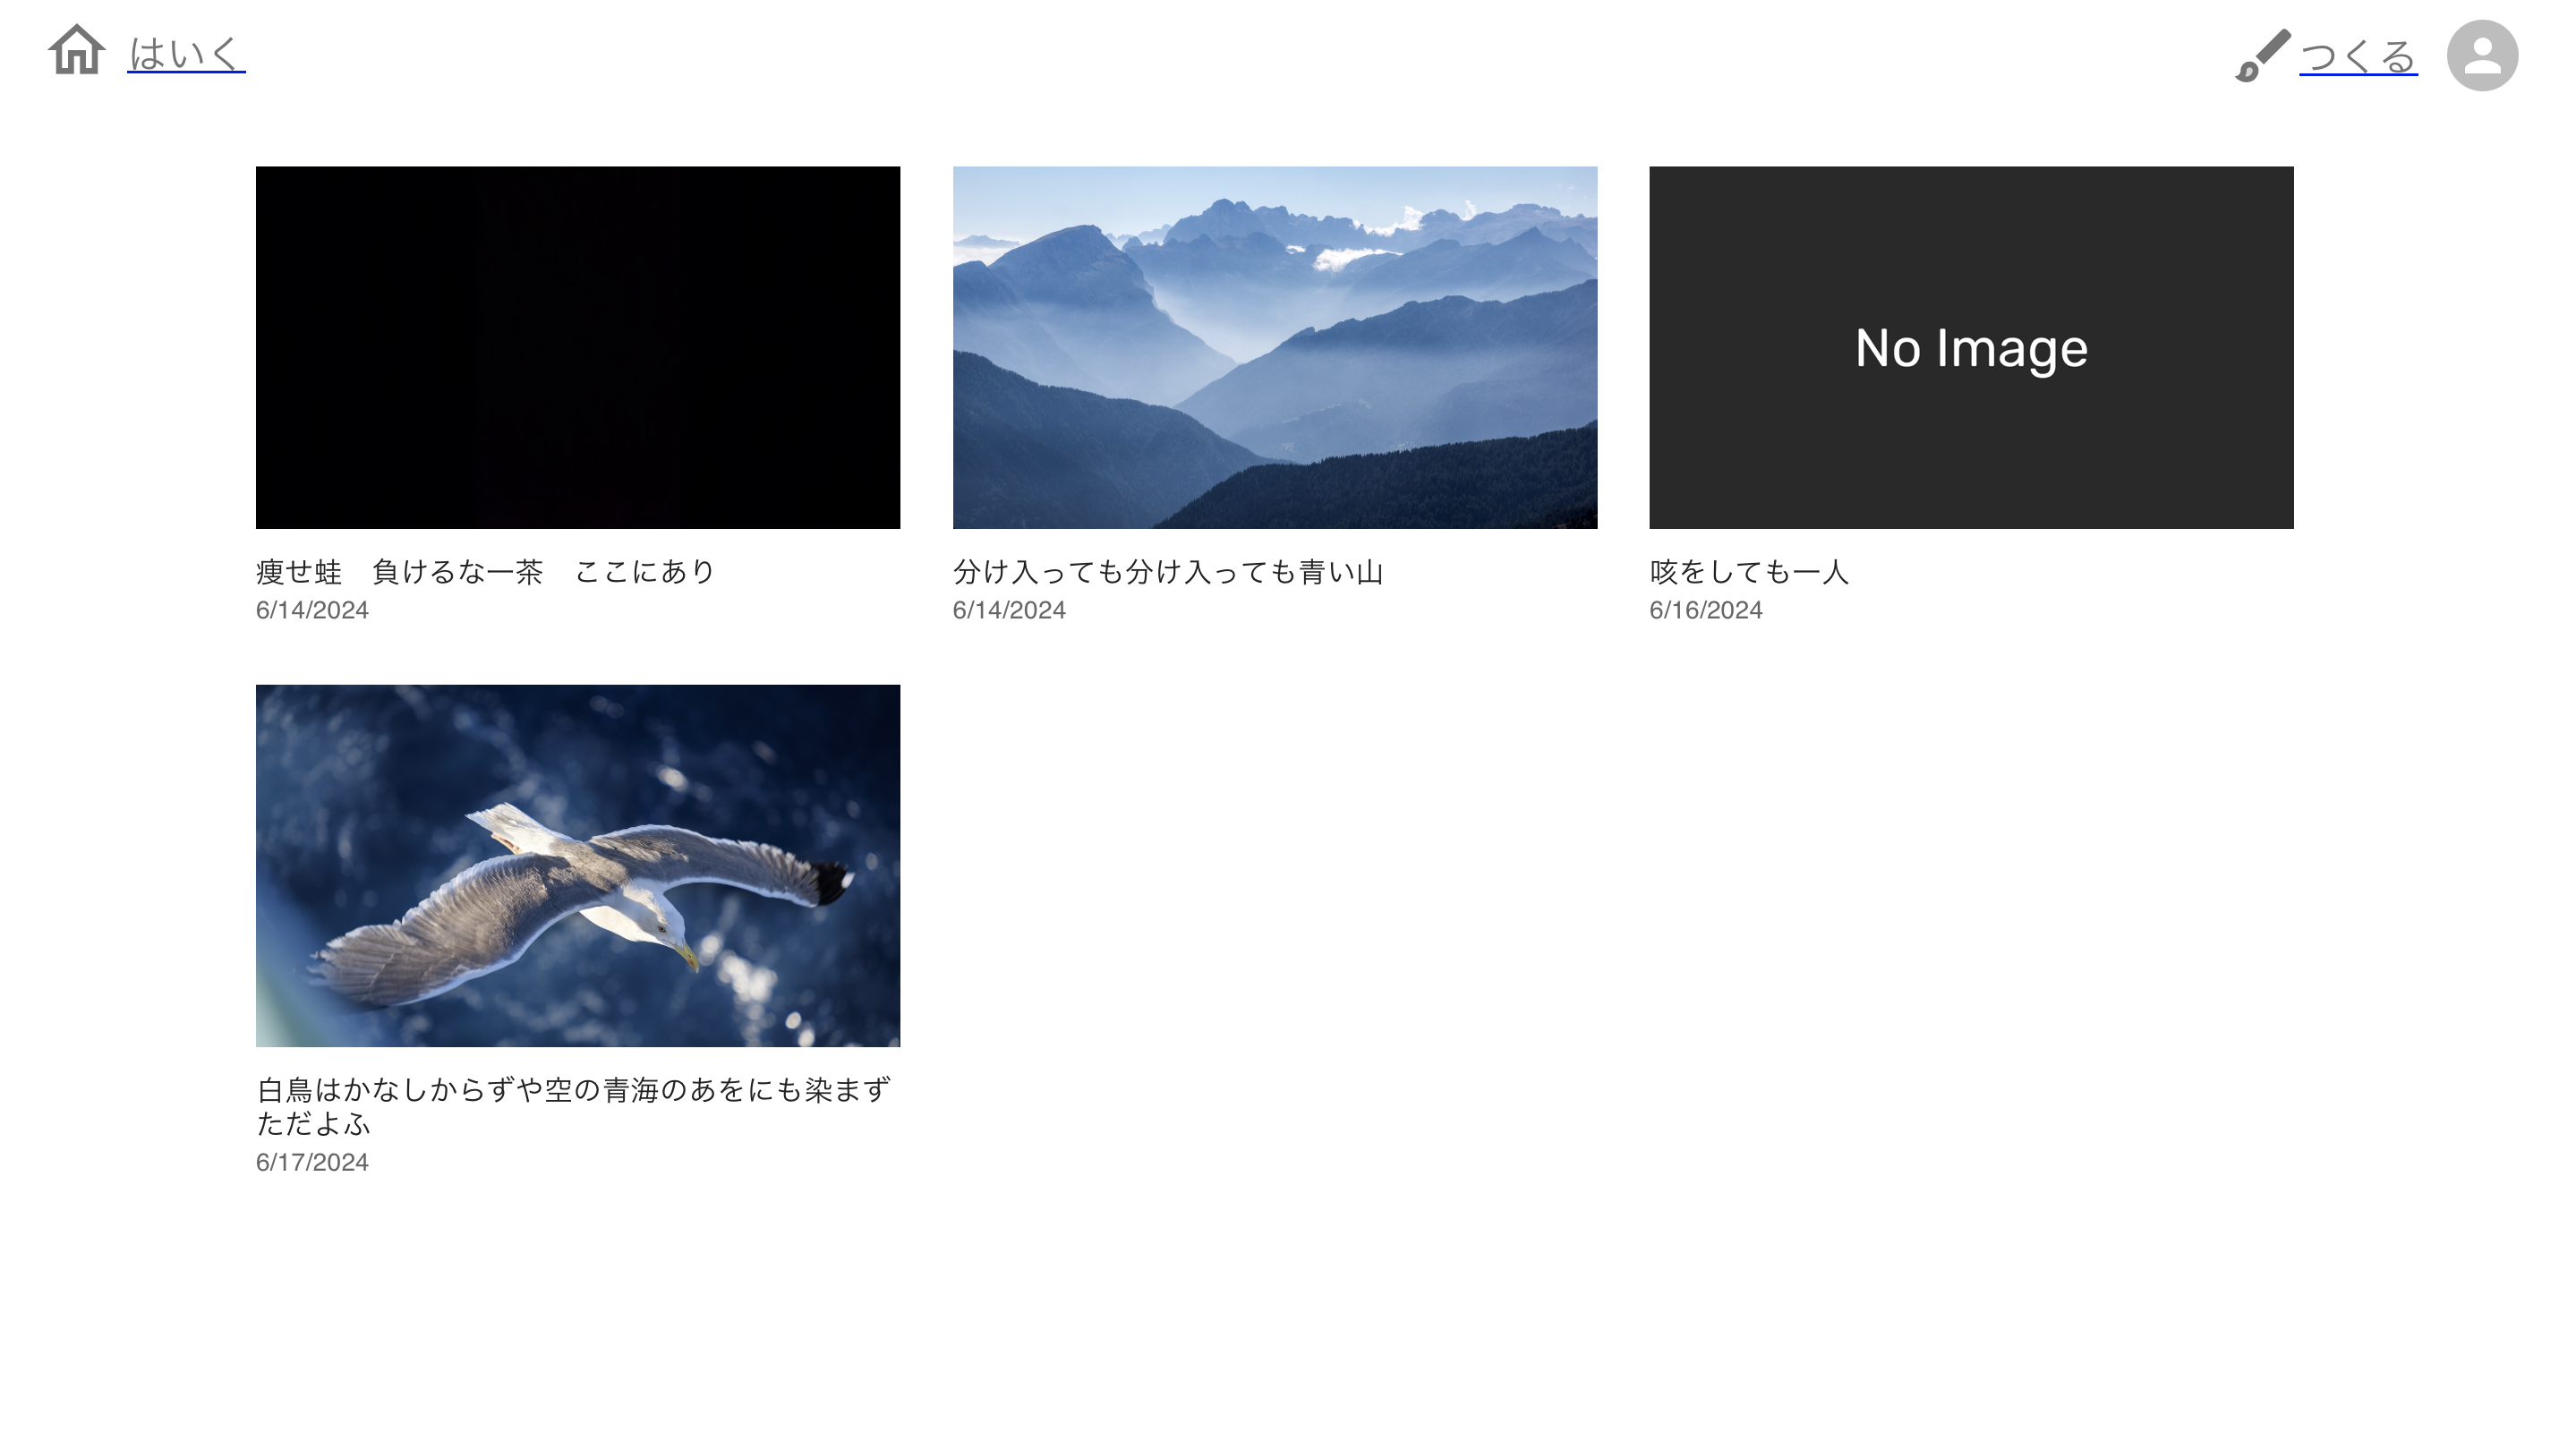 はいく
つくる
No Image
痩せ蛙　負けるな一茶　ここにあり
6/14/2024
分け入っても分け入っても青い山
6/14/2024
咳をしても一人
6/16/2024
白鳥はかなしからずや空の青海のあをにも染まず
ただよふ
6/17/2024